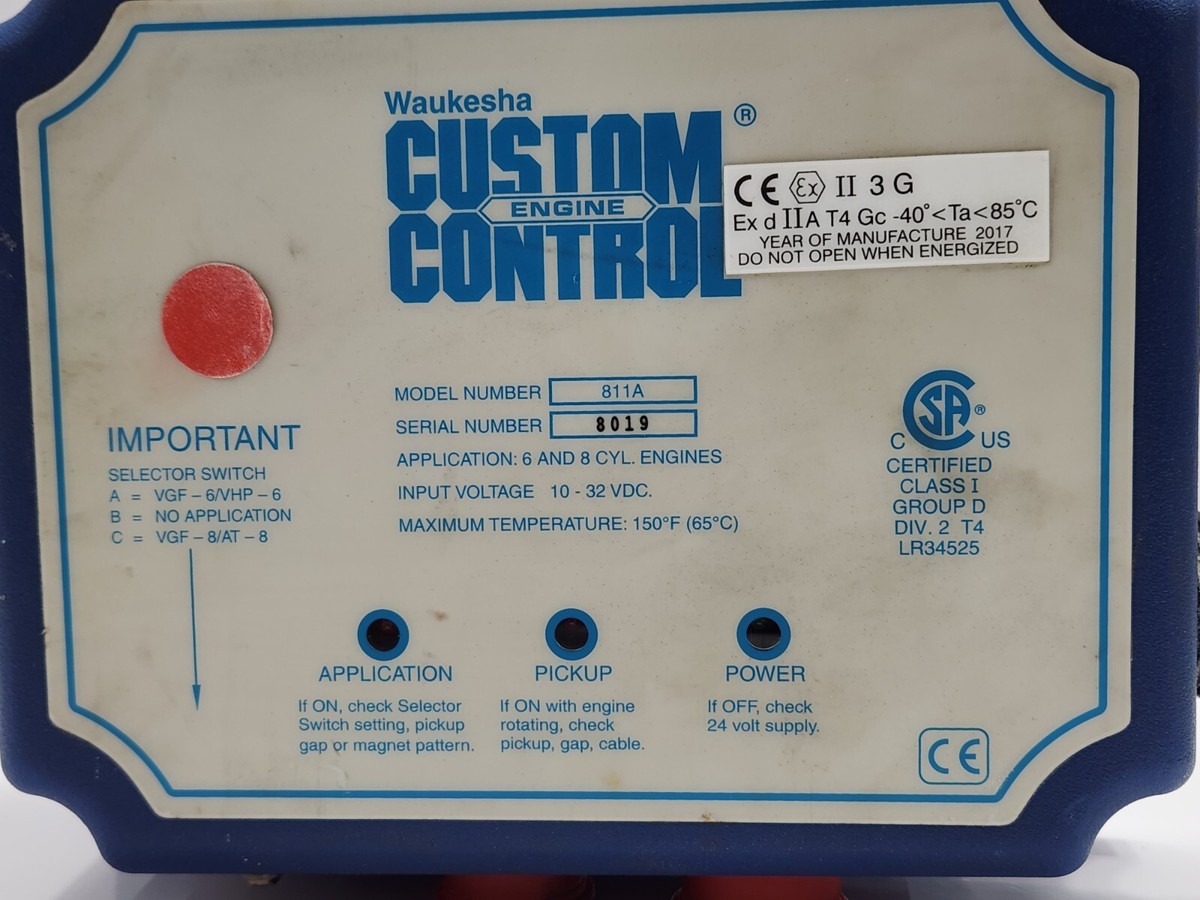 Waukesha
CUSTOM ®
ENGINE
CONTROL
CE Ex II 3 G
Ex d IIA T4 Gc -40°<Ta<85°C
YEAR OF MANUFACTURE 2017
DO NOT OPEN WHEN ENERGIZED
MODEL NUMBER 811A
SERIAL NUMBER 8019
APPLICATION: 6 AND 8 CYL. ENGINES
INPUT VOLTAGE 10 - 32 VDC.
MAXIMUM TEMPERATURE: 150°F (65°C)
IMPORTANT
SELECTOR SWITCH
A = VGF – 6/VHP – 6
B = NO APPLICATION
C = VGF – 8/AT – 8
CSA ®
C US
CERTIFIED
CLASS I
GROUP D
DIV. 2 T4
LR34525
APPLICATION
If ON, check Selector
Switch setting, pickup
gap or magnet pattern.
PICKUP
If ON with engine
rotating, check
pickup, gap, cable.
POWER
If OFF, check
24 volt supply.
CE